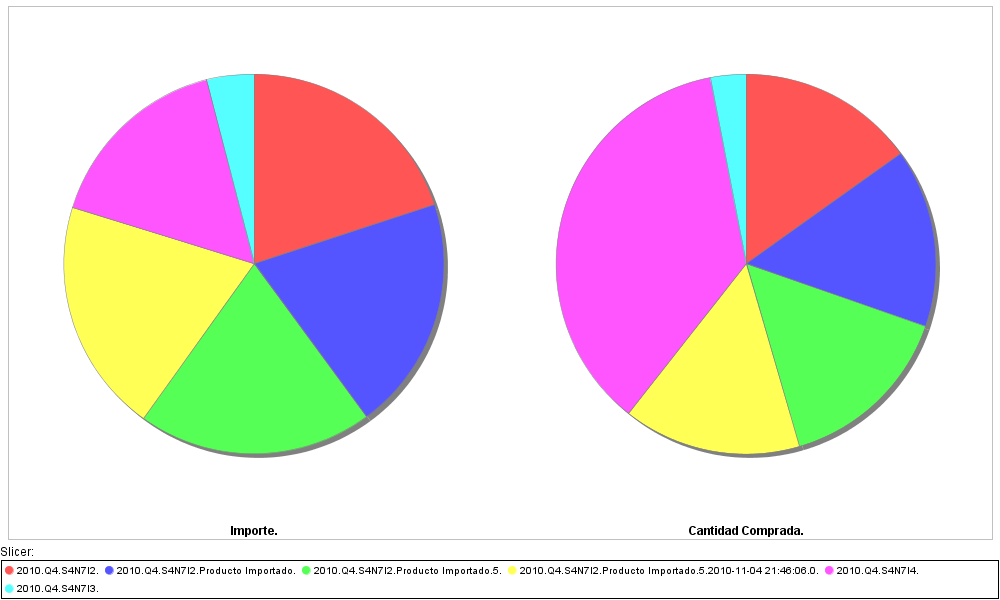 Importe.
Cantidad Comprada.
Slicer:
2010.Q4.S4N7I2. 2010.Q4.S4N7I2.Producto Importado. 2010.Q4.S4N7I2.Producto Importado.5. 2010.Q4.S4N7I2.Producto Importado.5.2010-11-04 21:46:06.0. 2010.Q4.S4N7I4.
2010.Q4.S4N7I3.